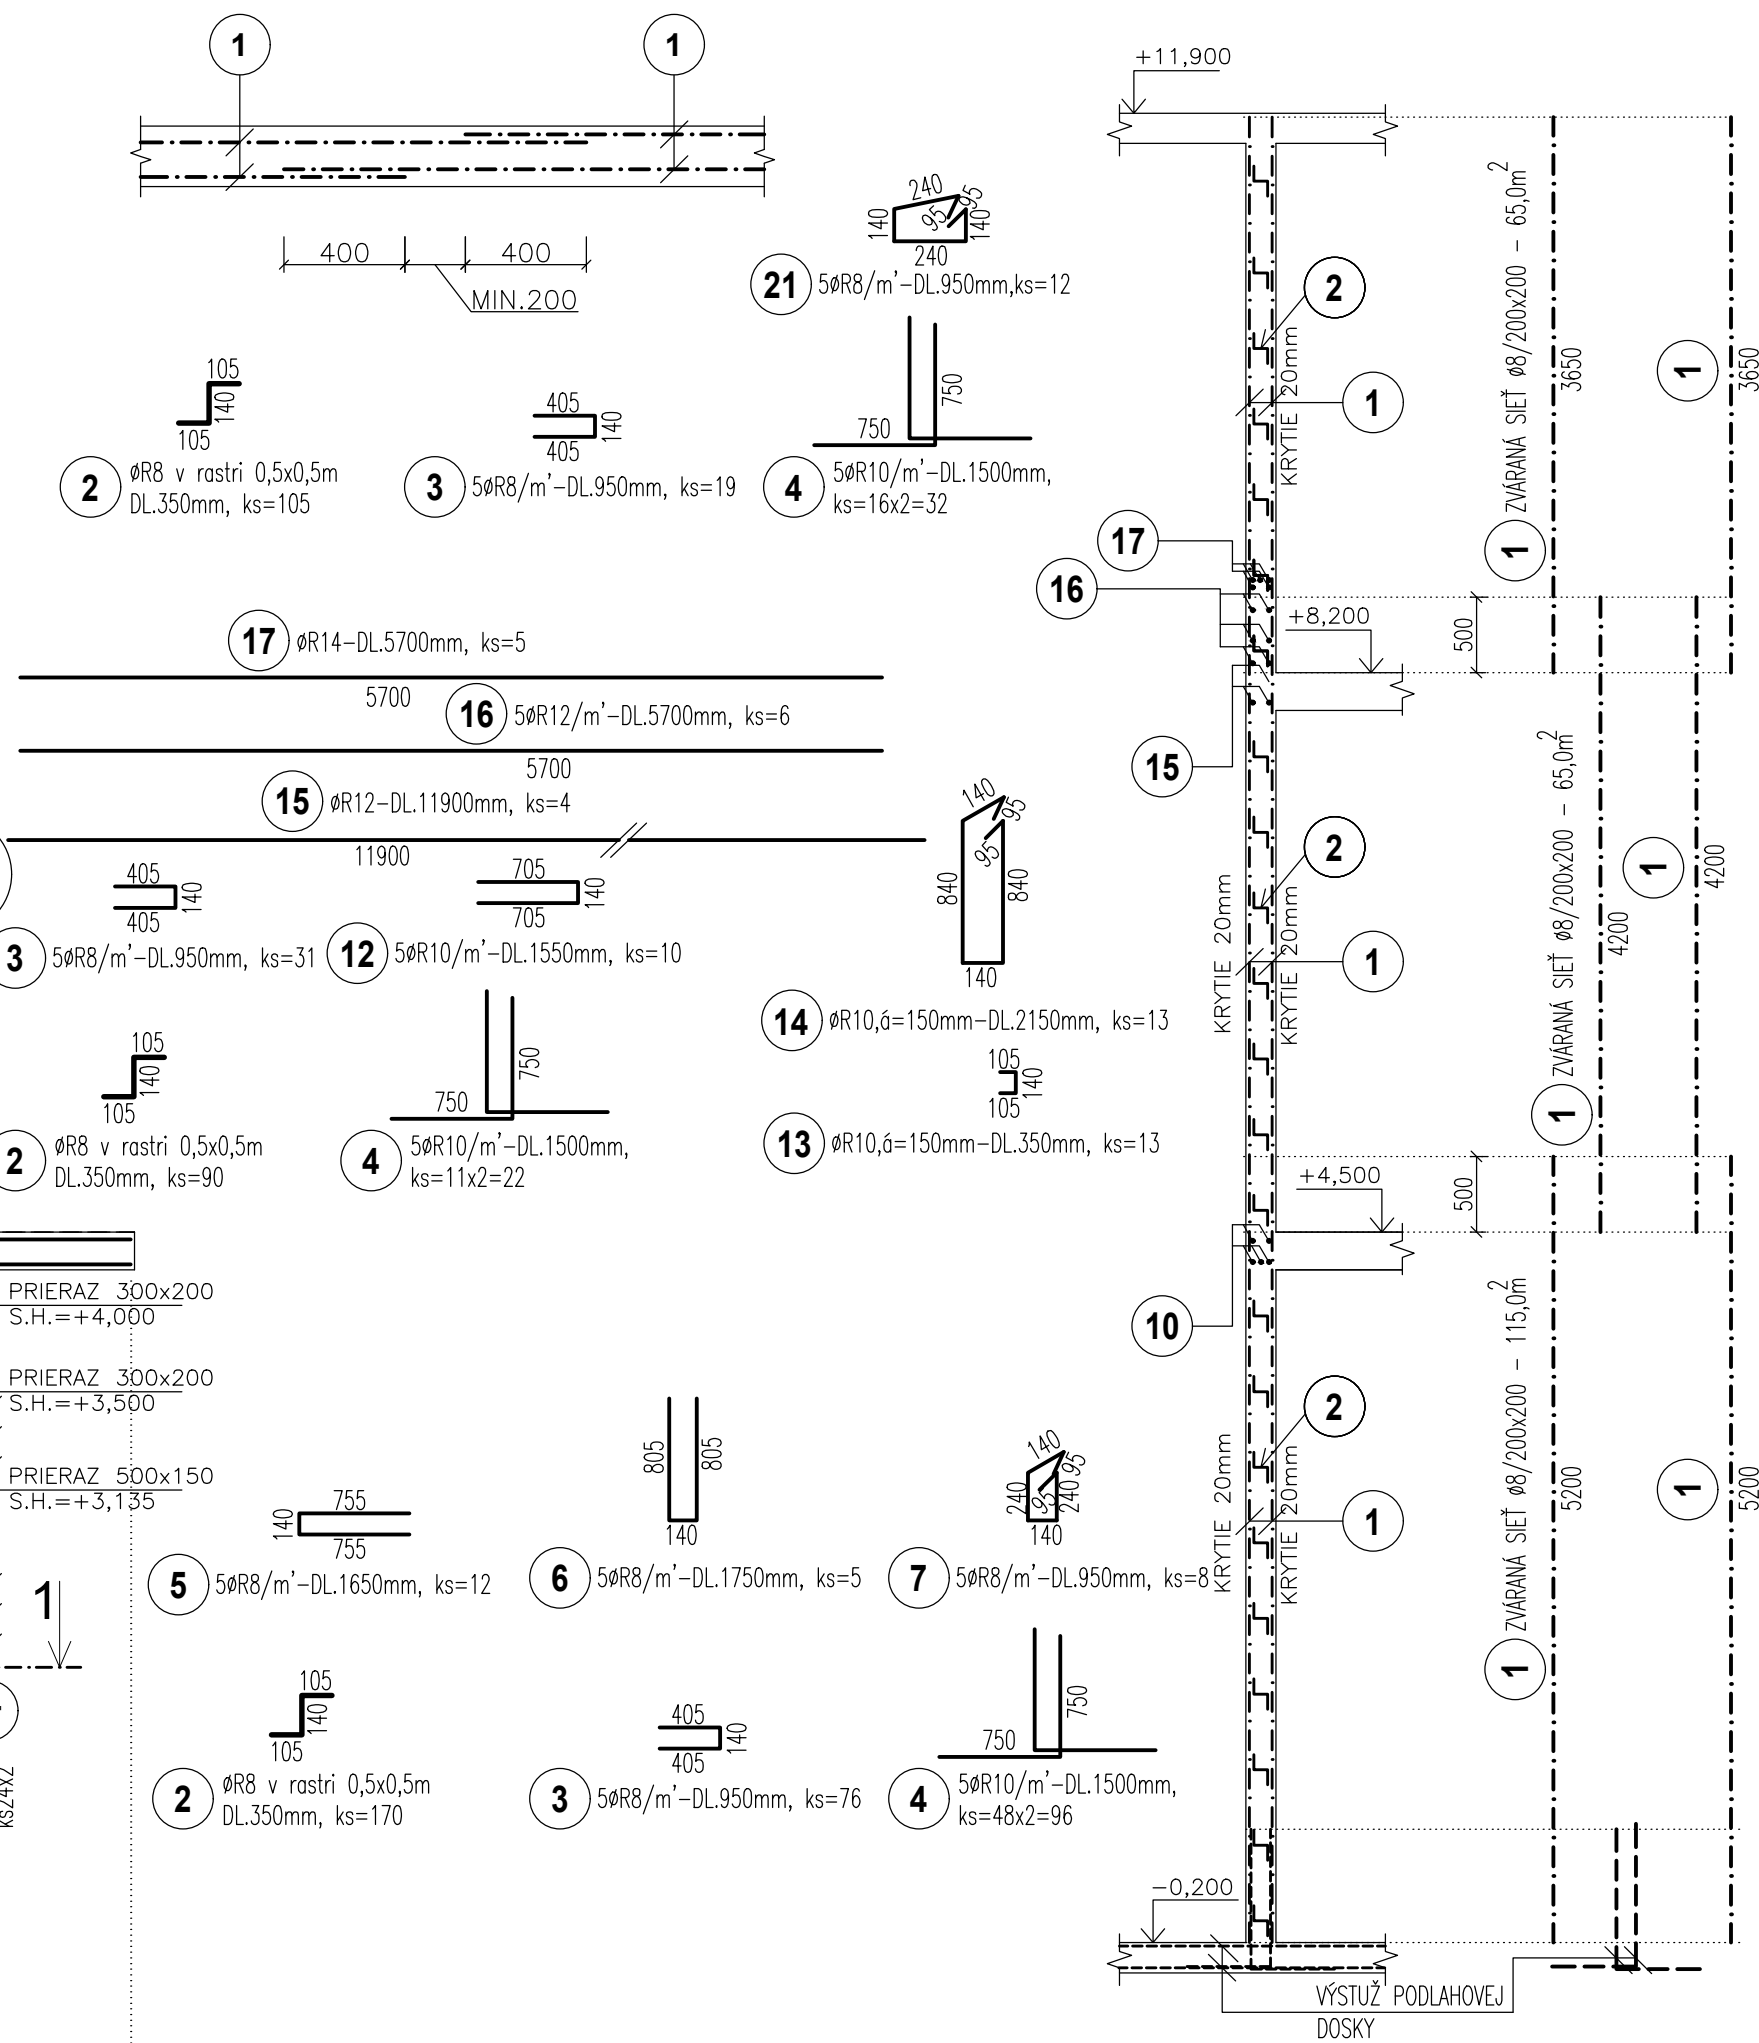 1
1
400
400
MIN.200
240
95
95
140
140
240
21
5øR8/m'-DL.950mm,ks=12
105
140
105
2
øR8 v rastri 0,5x0,5m
DL.350mm, ks=105
405
140
405
3
5øR8/m'-DL.950mm, ks=19
750
750
4
5øR10/m'-DL.1500mm,
ks=16x2=32
17
øR14-DL.5700mm, ks=5
5700
16
5øR12/m'-DL.5700mm, ks=6
5700
15
øR12-DL.11900mm, ks=4
11900
405
140
405
3
5øR8/m'-DL.950mm, ks=31
705
140
705
12
5øR10/m'-DL.1550mm, ks=10
140
95
95
840
840
140
14
øR10,á=150mm-DL.2150mm, ks=13
105
140
105
2
øR8 v rastri 0,5x0,5m
DL.350mm, ks=90
750
750
4
5øR10/m'-DL.1500mm,
ks=11x2=22
105
140
105
13
øR10,á=150mm-DL.350mm, ks=13
PRIERAZ 300x200
S.H.=+4,000
PRIERAZ 300x200
S.H.=+3,500
PRIERAZ 500x150
S.H.=+3,135
1
ks24x2
140
755
755
5
5øR8/m'-DL.1650mm, ks=12
805
805
140
6
5øR8/m'-DL.1750mm, ks=5
140
95
95
240
240
140
7
5øR8/m'-DL.950mm, ks=8
105
140
105
2
øR8 v rastri 0,5x0,5m
DL.350mm, ks=170
405
140
405
3
5øR8/m'-DL.950mm, ks=76
750
750
4
5øR10/m'-DL.1500mm,
ks=48x2=96
+11,900
2
1
KRYTIE 20mm
17
16
+8,200
15
2
1
KRYTIE 20mm
KRYTIE 20mm
+4,500
10
2
1
KRYTIE 20mm
KRYTIE 20mm
-0,200
VÝSTUŽ PODLAHOVEJ
DOSKY
1
ZVÁRANÁ SIEŤ ø8/200x200 - 65,0m2
3650
1
3650
500
1
ZVÁRANÁ SIEŤ ø8/200x200 - 65,0m2
4200
1
4200
500
1
ZVÁRANÁ SIEŤ ø8/200x200 - 115,0m2
5200
1
5200